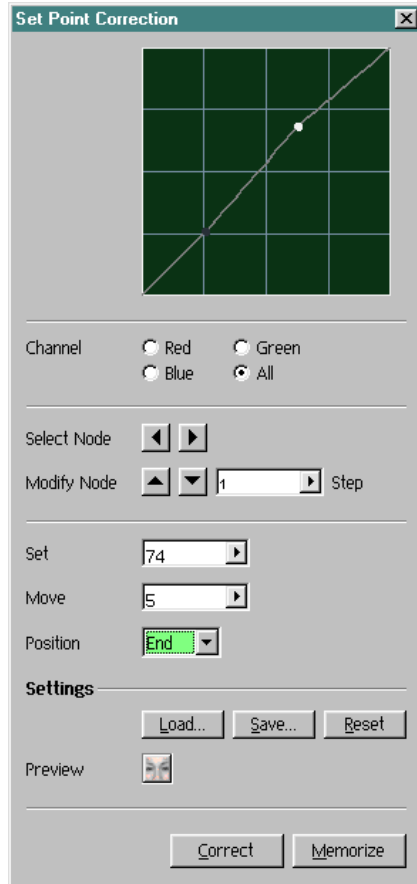 Set Point Correction
Channel Red Green
Blue All
Select Node
Modify Node 1 Step
Set 74
Move 5
Position End
Settings
Load... Save... Reset
Preview
Correct Memorize